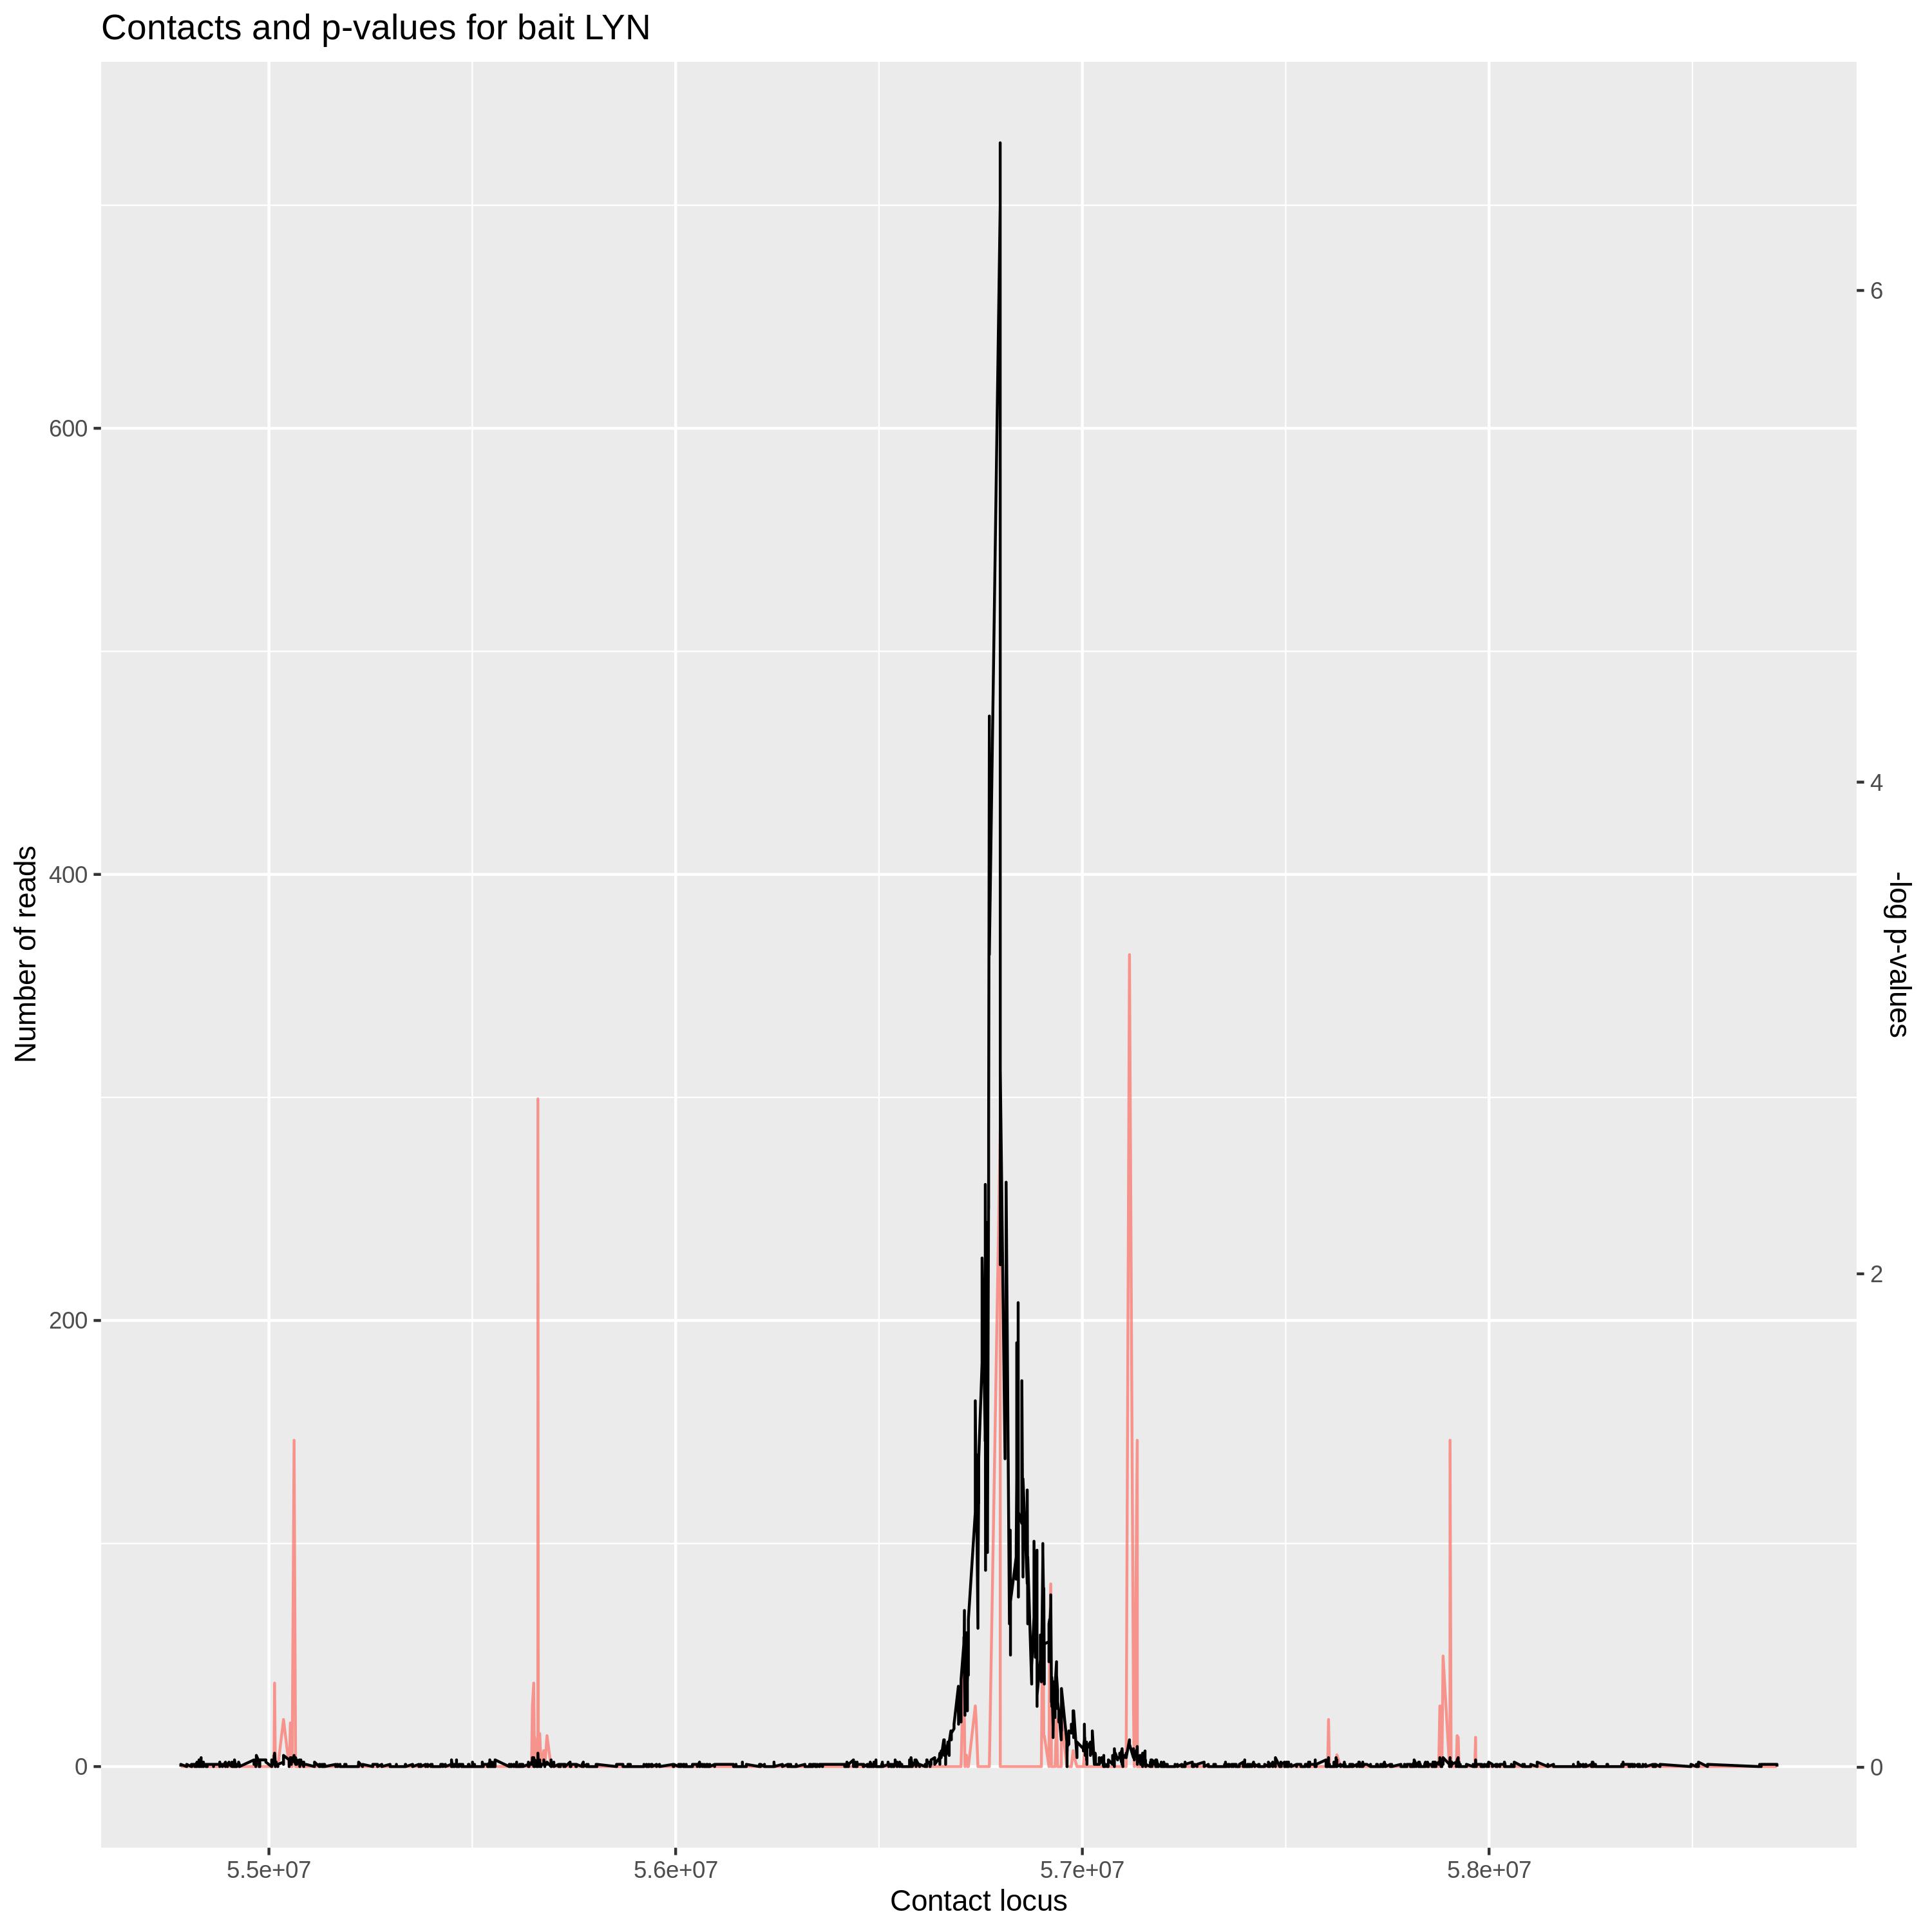 Contacts and p-values for bait LYN
Number of reads
600
400
200
0
6
4
2
0
-log p-values
5.5e+07
5.6e+07
5.7e+07
5.8e+07
Contact locus